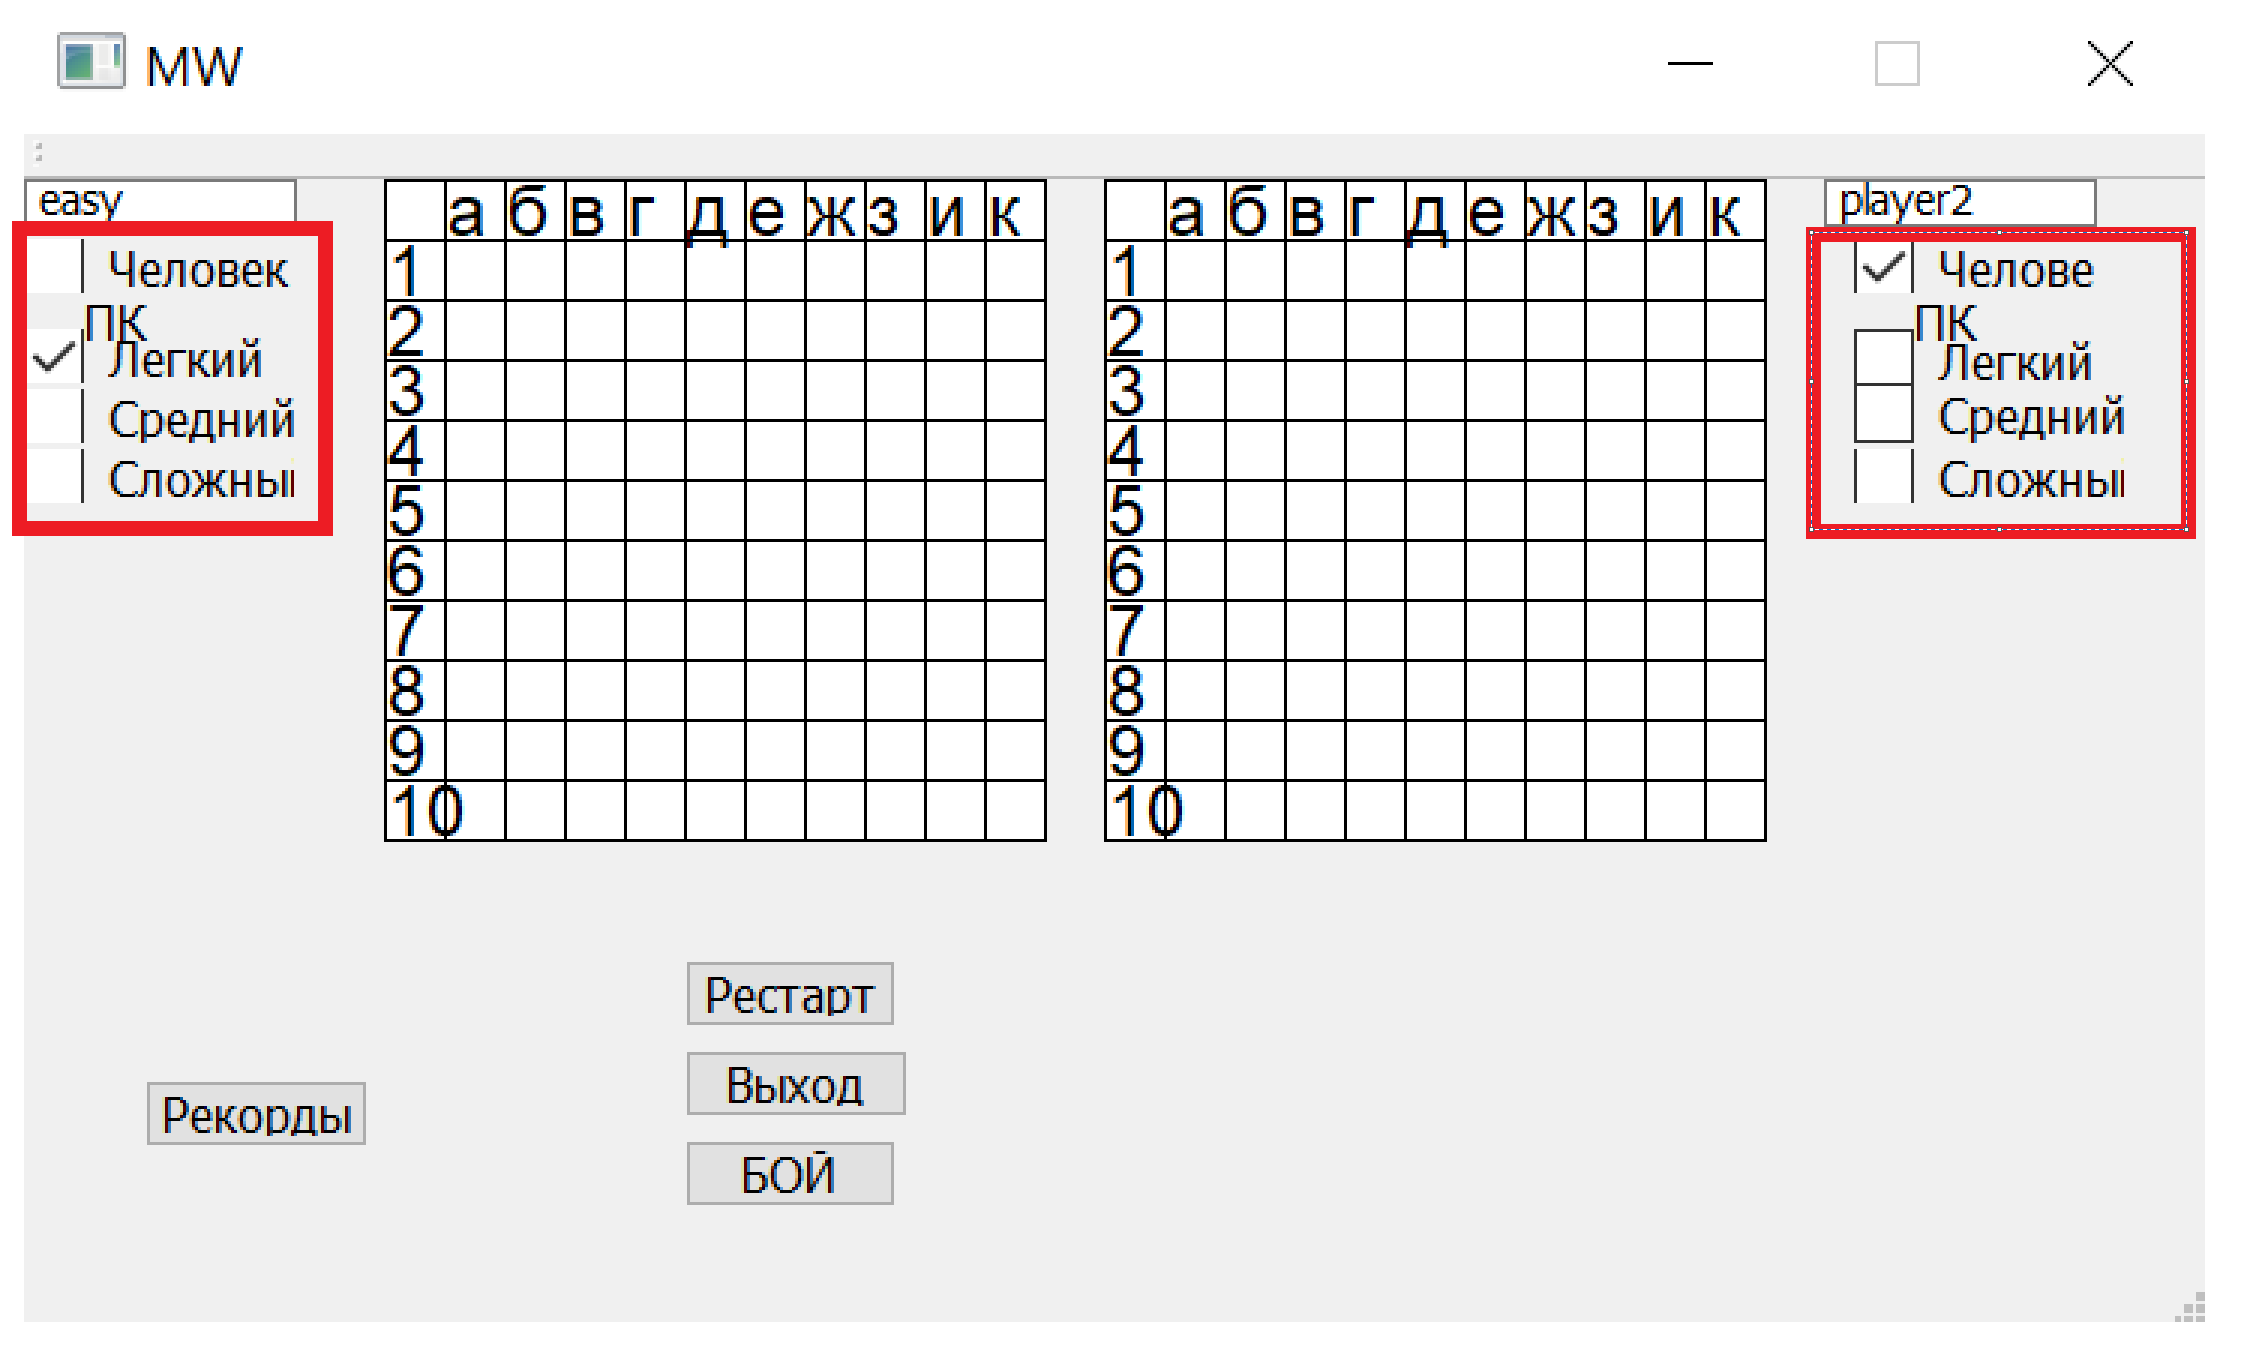 MW
easy
Человек
ПК
Легкий
Средний
Сложны
а б в г д е ж з и к
1
2
3
4
5
6
7
8
9
10
а б в г д е ж з и к
1
2
3
4
5
6
7
8
9
10
player2
Челове
ПК
Легкий
Средний
Сложны
Рестарт
Выход
БОЙ
Рекорды